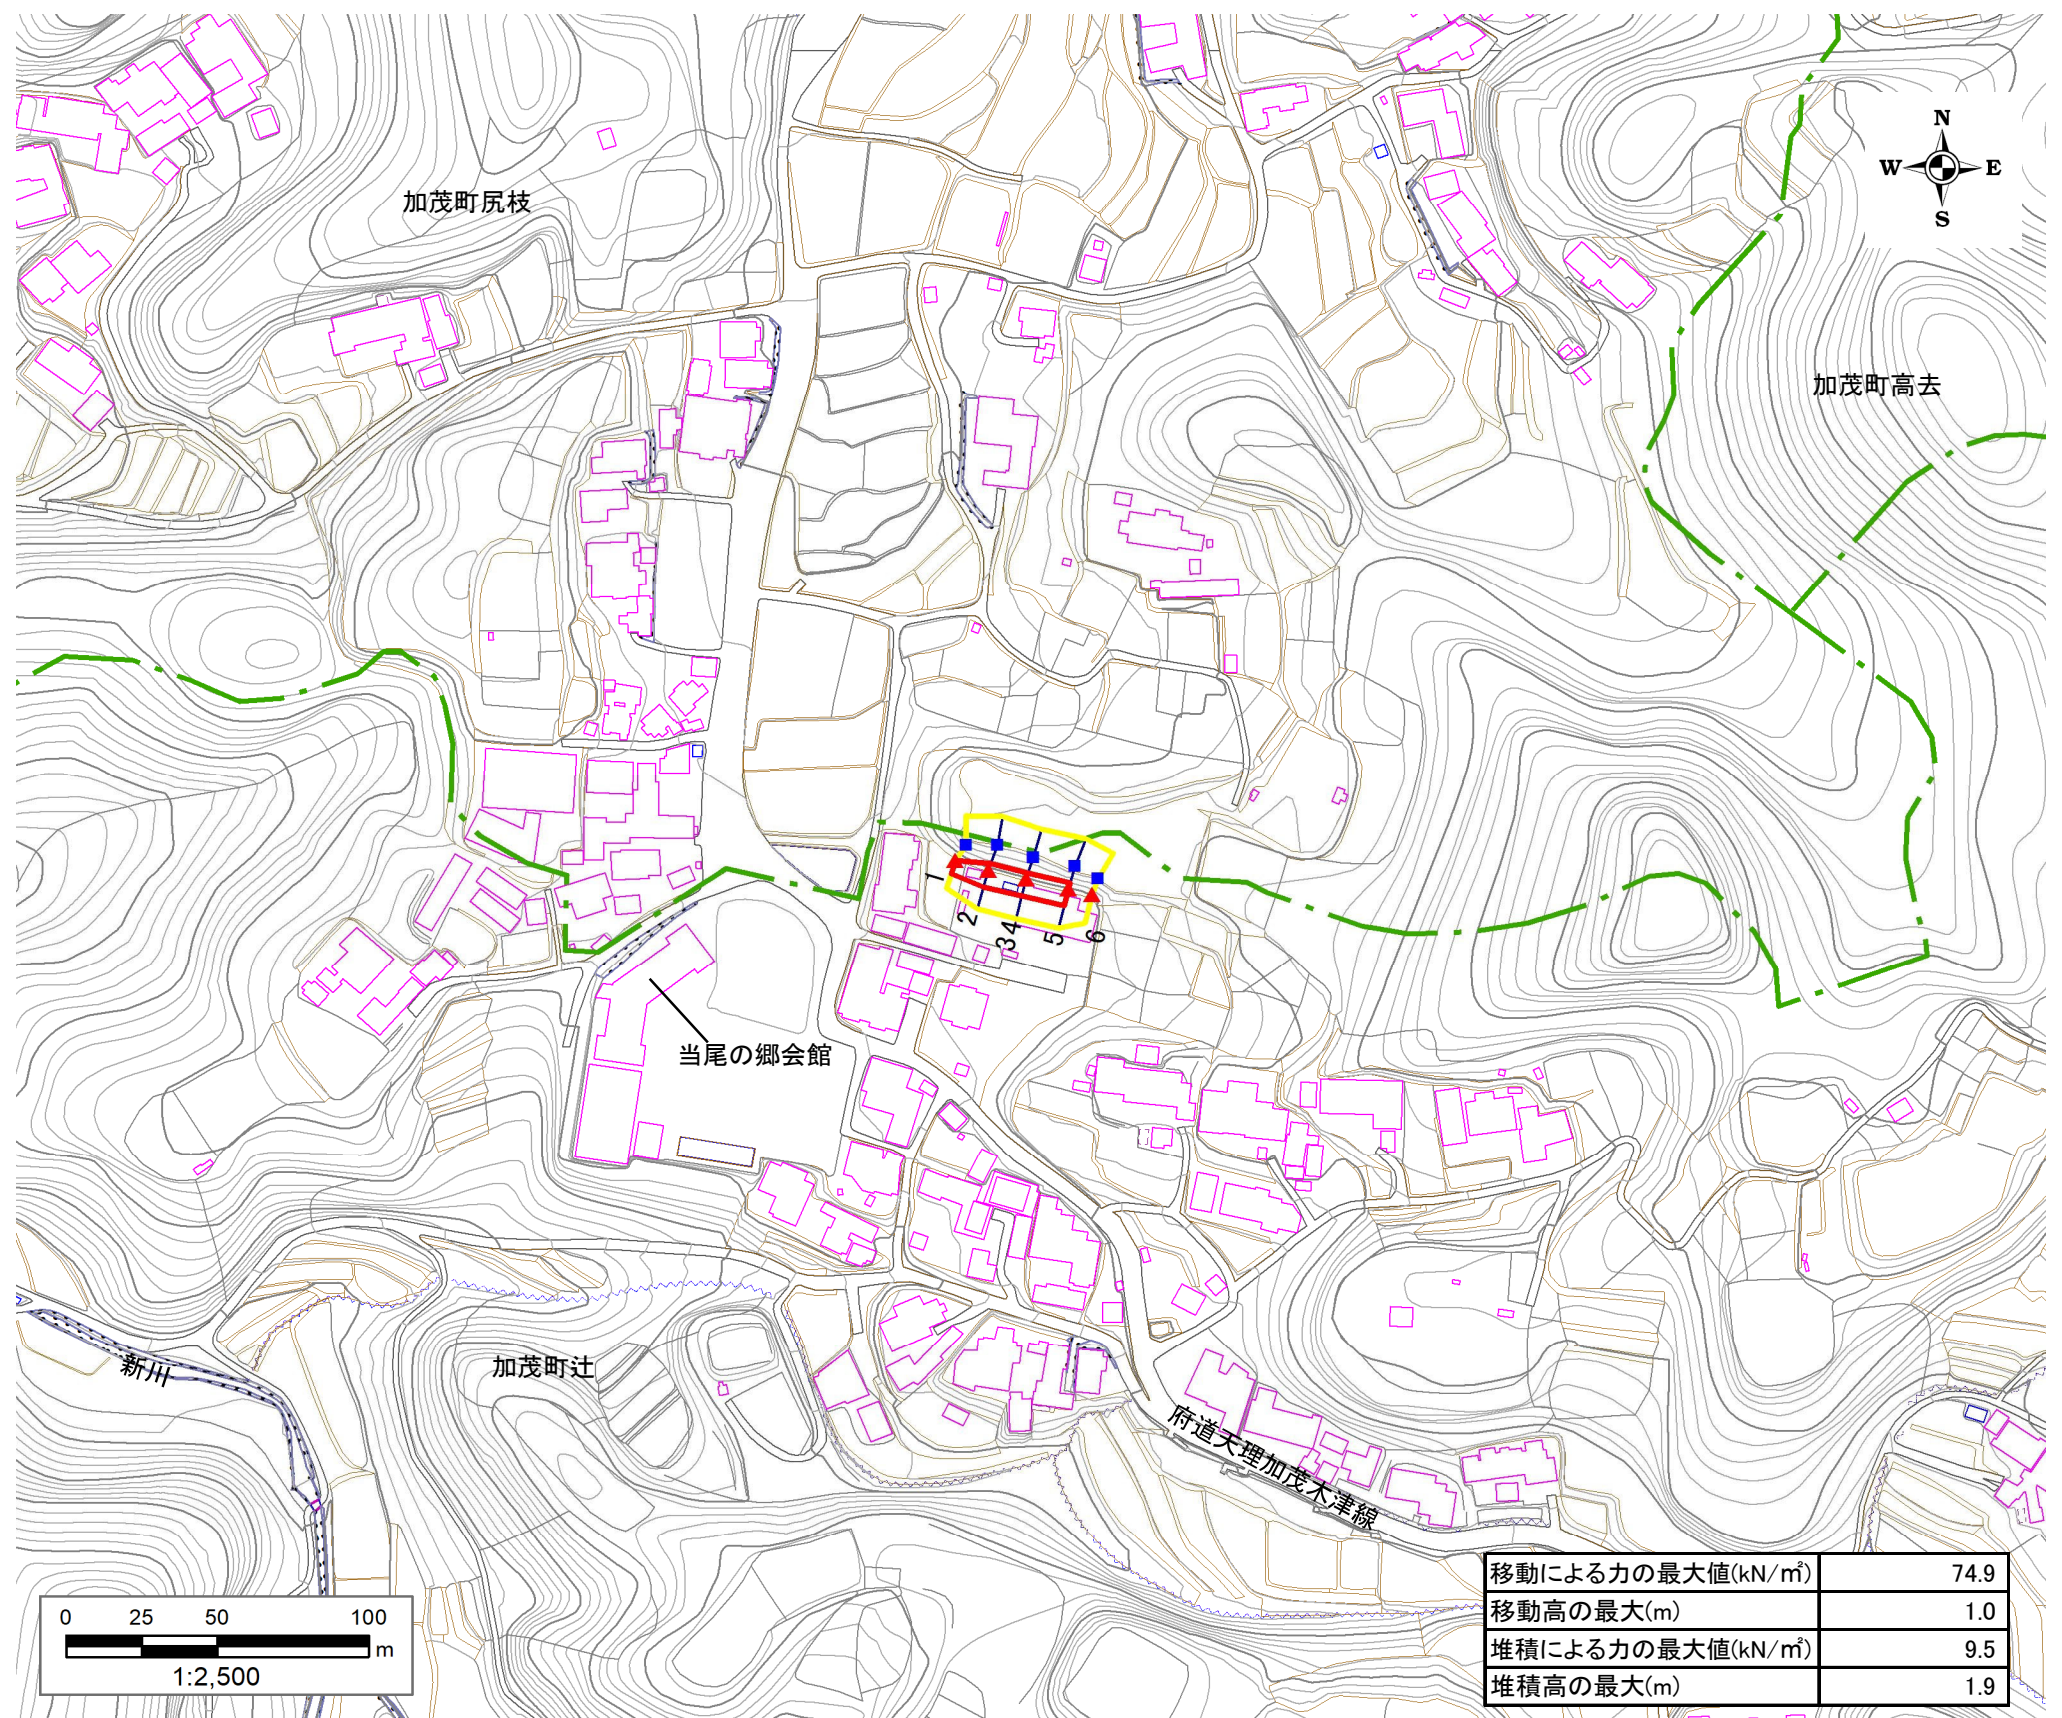 N
W E
S
加茂町尻枝
加茂町高去
1
2
3
4
5
6
当尾の郷会館
加茂町辻
新川
府道天理加茂木津線
移動による力の最大値(kN/㎡) 74.9
移動高の最大(m) 1.0
堆積による力の最大値(kN/㎡) 9.5
堆積高の最大(m) 1.9
0 25 50 100
m
1:2,500